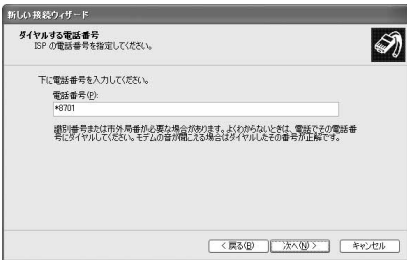 新しい接続ウィザード
ダイヤルする電話番号
ISP の電話番号を指定してください。
下に電話番号を入力してください。
電話番号(P):
*8701
識別番号または市外局番が必要な場合があります。よくわからないときは、電話でその電話番
号にダイヤルしてください。モデムの音が聞こえる場合はダイヤルしたその番号が正解です。
< 戻る(B) 次へ(N) > キャンセル